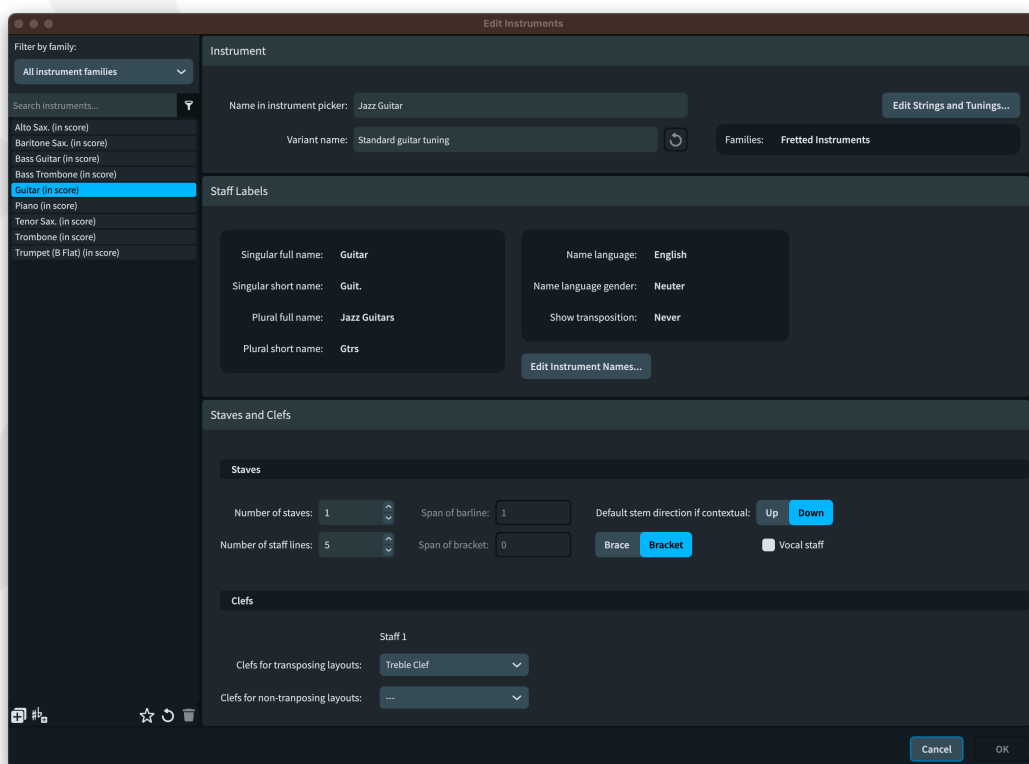 Edit Instruments
Filter by family:
All instrument families
Search instruments...
Alto Sax. (in score)
Baritone Sax. (in score)
Bass Guitar (in score)
Bass Trombone (in score)
Guitar (in score)
Piano (in score)
Tenor Sax. (in score)
Trombone (in score)
Trumpet (B Flat) (in score)
Instrument
Name in instrument picker: Jazz Guitar
Edit Strings and Tunings...
Variant name: Standard guitar tuning
Families: Fretted Instruments
Staff Labels
Singular full name: Guitar
Singular short name: Guit.
Plural full name: Jazz Guitars
Plural short name: Gtrs
Name language: English
Name language gender: Neuter
Show transposition: Never
Edit Instrument Names...
Staves and Clefs
Staves
Number of staves: 1 Span of barline: 1 Default stem direction if contextual: Up Down
Number of staff lines: 5 Span of bracket: 0 Brace Bracket Vocal staff
Clefs
Staff 1
Clefs for transposing layouts: Treble Clef
Clefs for non-tranposing layouts: ---
Cancel OK